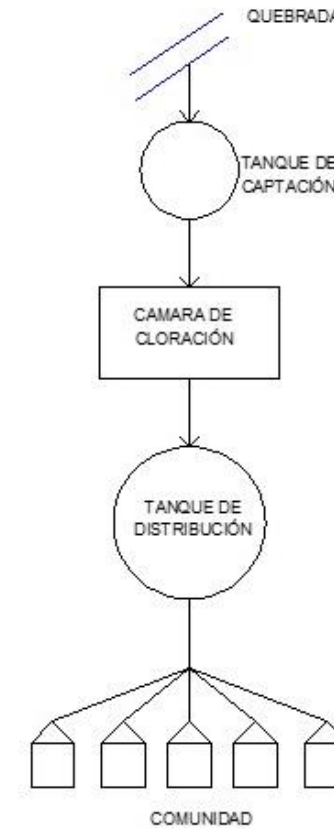 QUEBRADA
TANQUE DE
CAPTACIÓN
CAMARA DE
CLORACIÓN
TANQUE DE
DISTRIBUCIÓN
COMUNIDAD